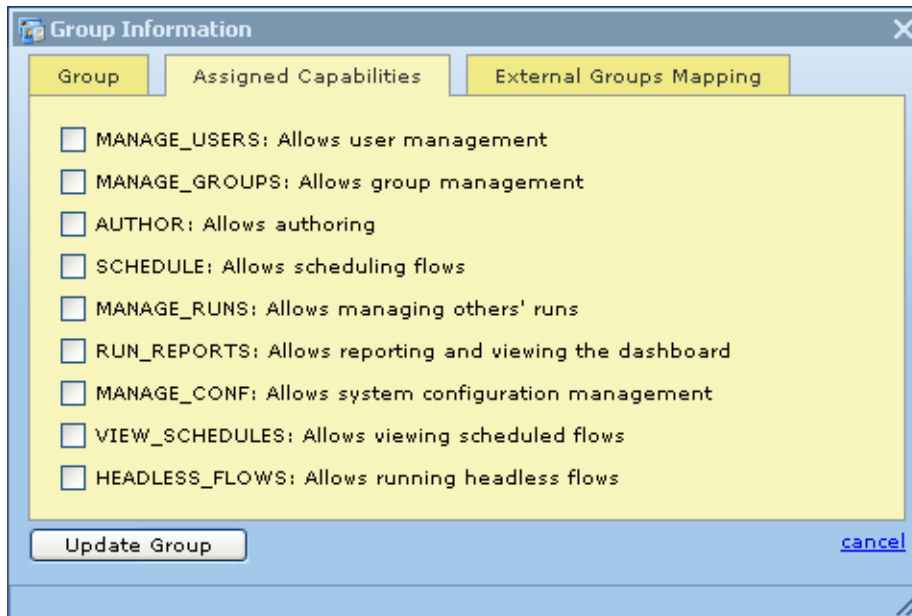 Group Information
Group
Assigned Capabilities
External Groups Mapping
MANAGE_USERS: Allows user management
MANAGE_GROUPS: Allows group management
AUTHOR: Allows authoring
SCHEDULE: Allows scheduling flows
MANAGE_RUNS: Allows managing others' runs
RUN_REPORTS: Allows reporting and viewing the dashboard
MANAGE_CONF: Allows system configuration management
VIEW_SCHEDULES: Allows viewing scheduled flows
HEADLESS_FLOWS: Allows running headless flows
Update Group
cancel